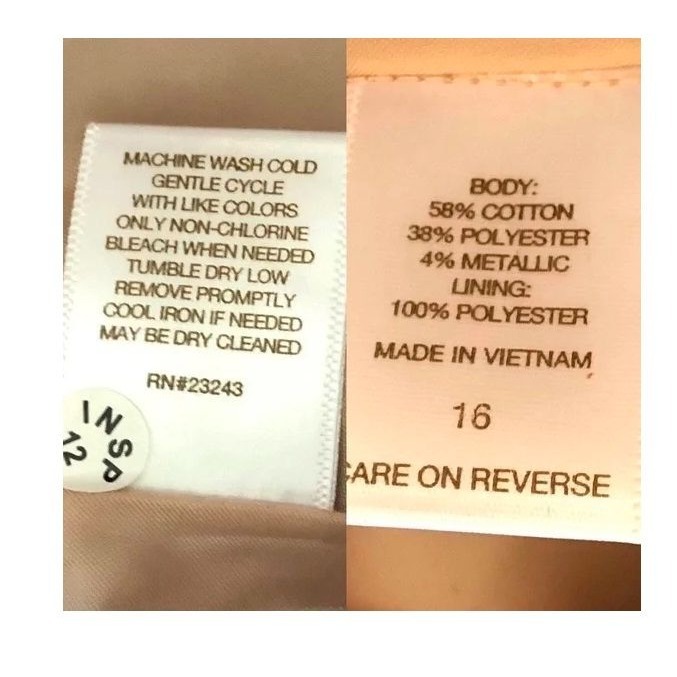 MACHINE WASH COLD
GENTLE CYCLE
WITH LIKE COLORS
ONLY NON-CHLORINE
BLEACH WHEN NEEDED
TUMBLE DRY LOW
REMOVE PROMPTLY
COOL IRON IF NEEDED
MAY BE DRY CLEANED
RN#23243
INSP
12
BODY:
58% COTTON
38% POLYESTER
4% METALLIC
LINING:
100% POLYESTER
MADE IN VIETNAM
16
CARE ON REVERSE